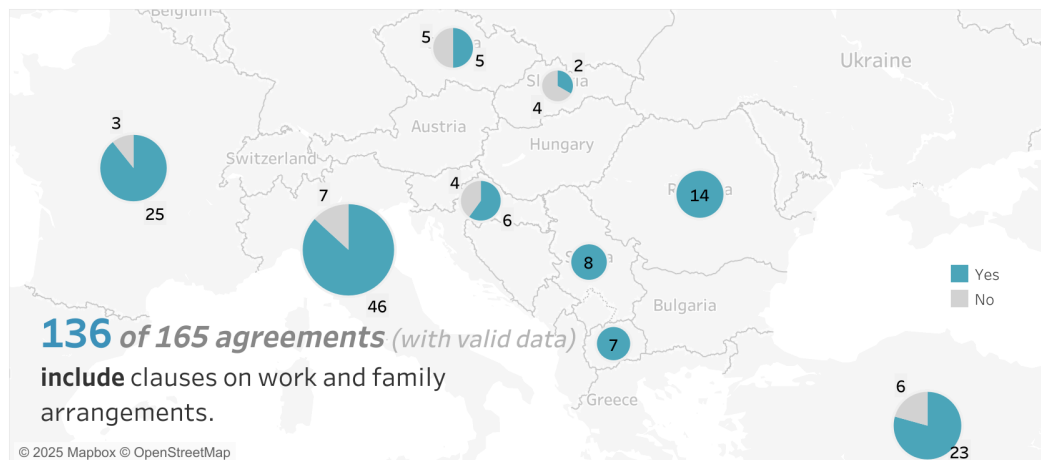 Belgium
5
5
2
Sl ia
4
Ukraine
Austria
Hungary
Switzerland
3
25
7
46
4
6
14
8
Bulgaria
7
Greece
Yes
No
136 of 165 agreements (with valid data)
include clauses on work and family
arrangements.
6
23
© 2025 Mapbox © OpenStreetMap